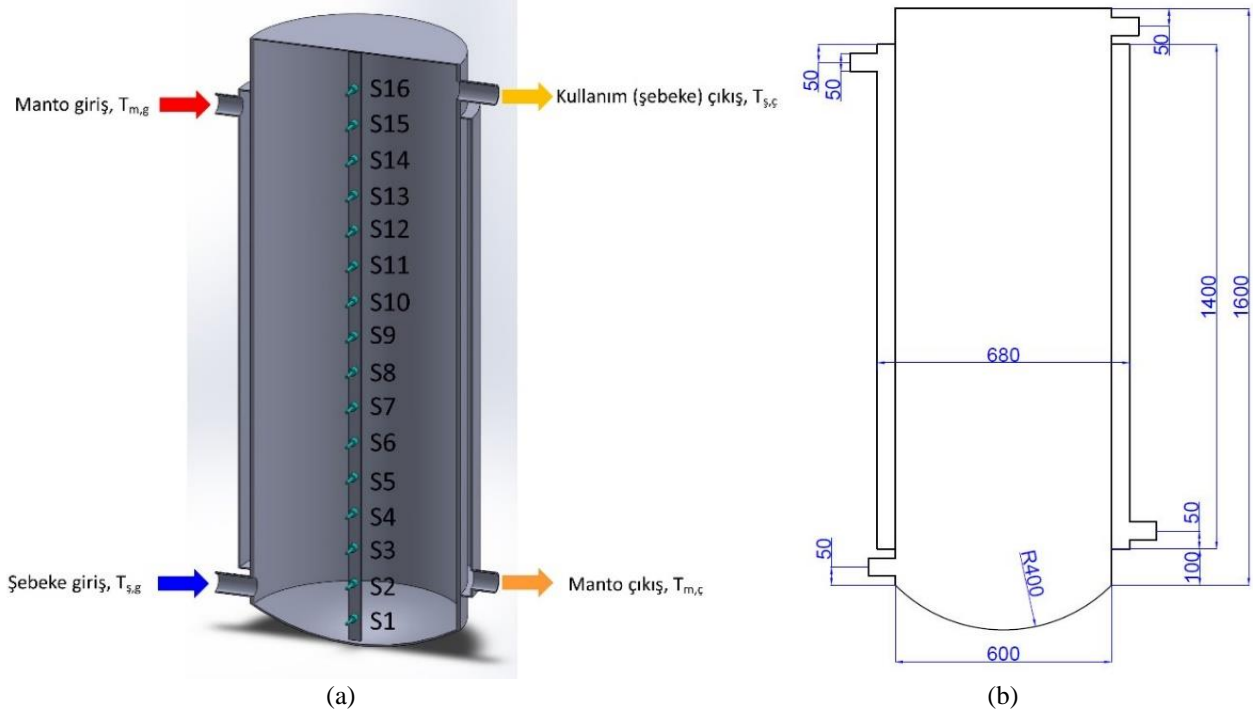 S16
Manto giriş, Tm,g
Kullanım (şebeke) çıkış, Tş,ç
S15
S14
S13
S12
S11
S10
S9
S8
S7
S6
S5
S4
S3
Şebeke giriş, Tş,g
S2
Manto çıkış, Tm,ç
S1
(a)
50
50
50
1400
1600
680
50
50
100
R400
600
(b)